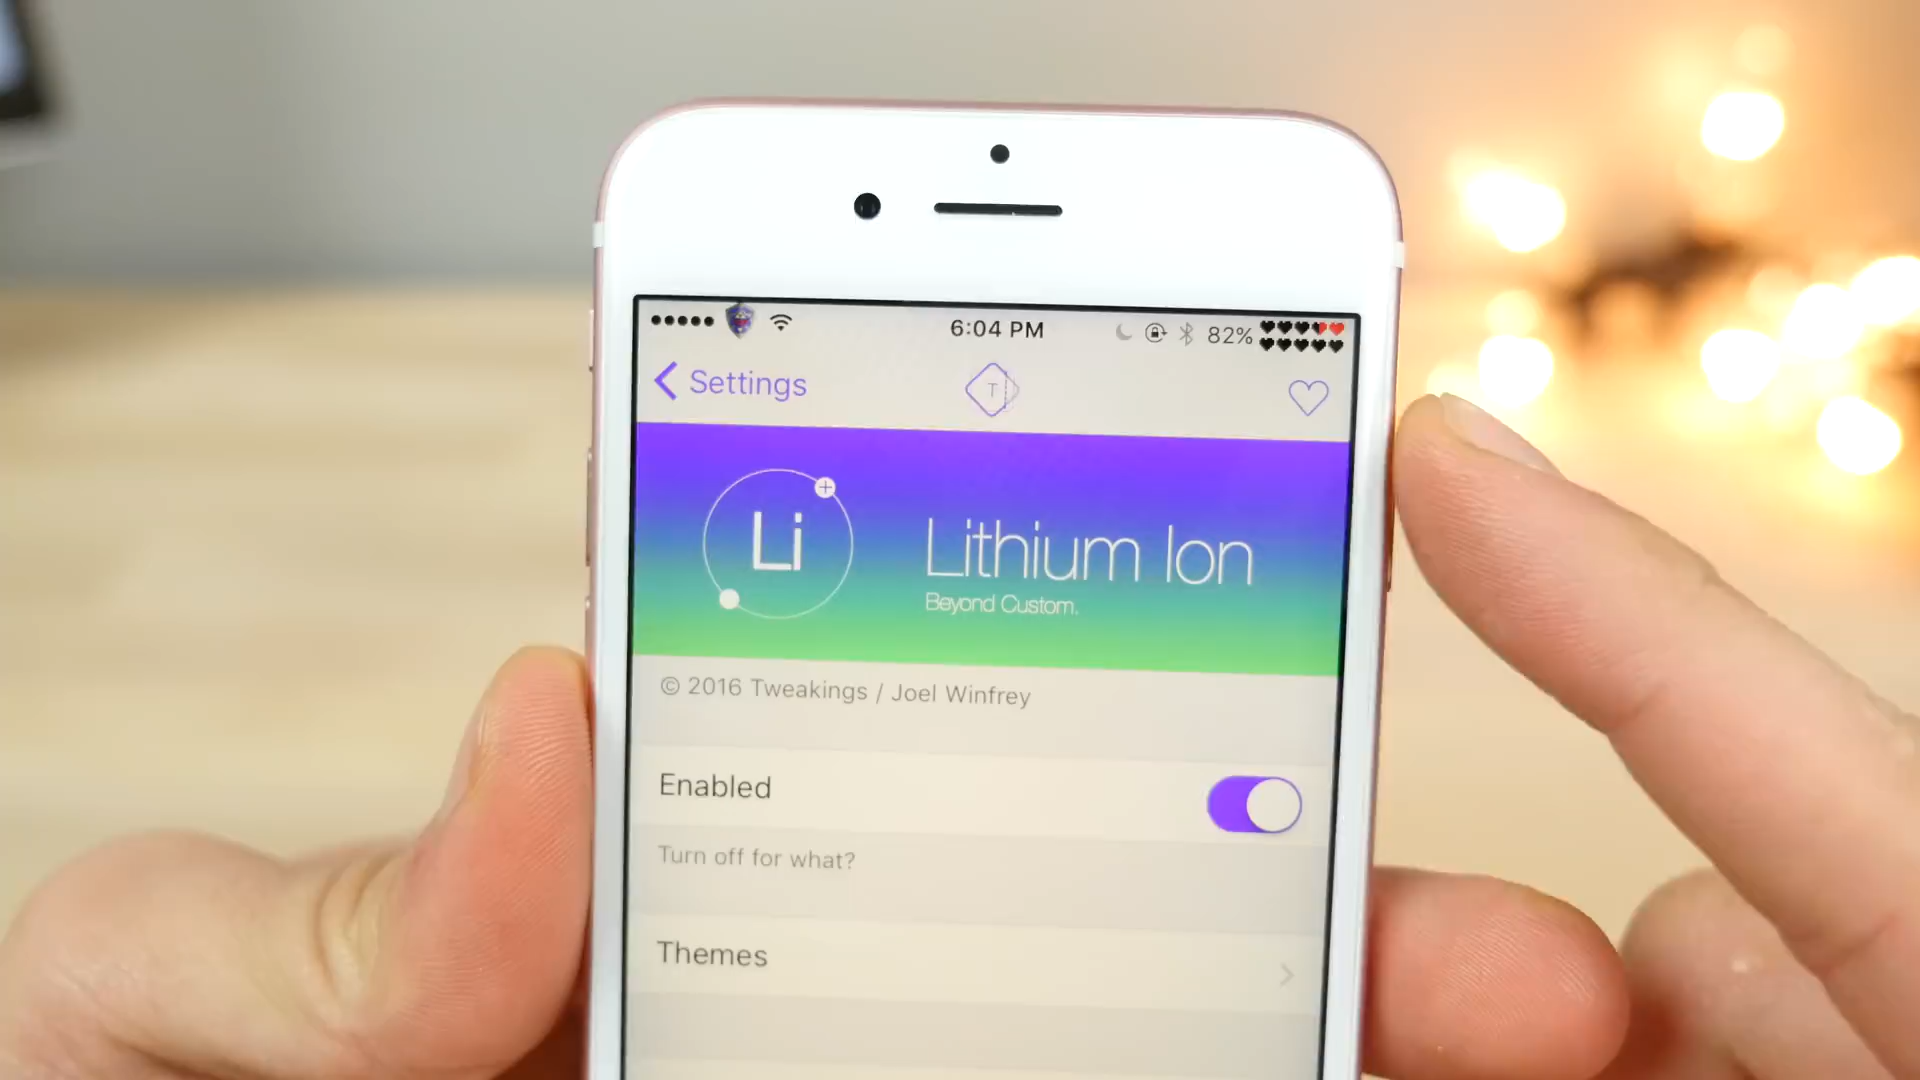 6:04 PM 82%
Settings
T
Li
Lithium Ion
Beyond Custom.
© 2016 Tweakings / Joel Winfrey
Enabled
Turn off for what?
Themes